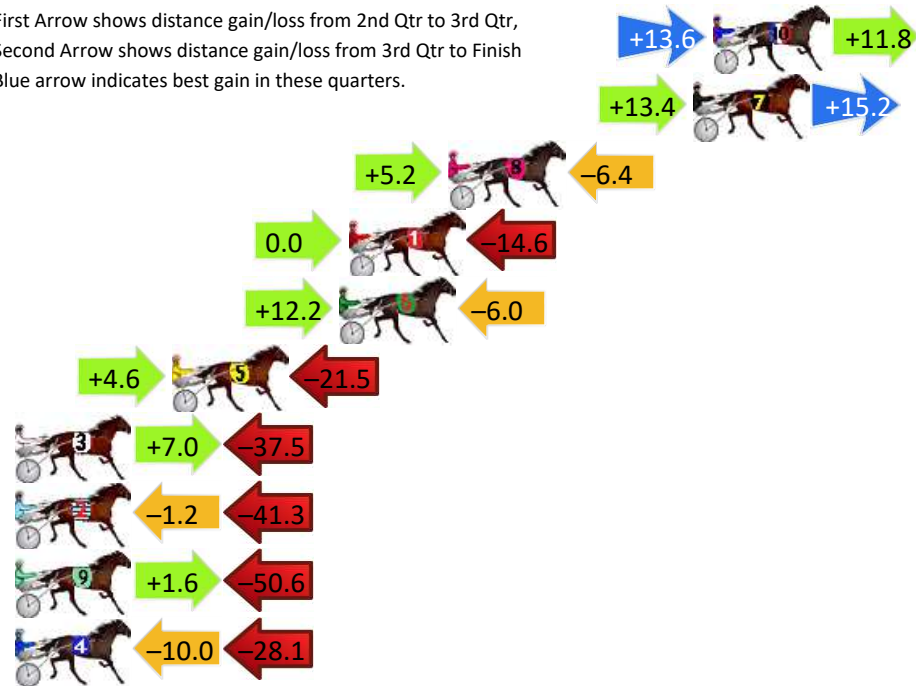 First Arrow shows distance gain/loss from 2nd Qtr to 3rd Qtr,
Second Arrow shows distance gain/loss from 3rd Qtr to Finish
Blue arrow indicates best gain in these quarters.
+13.6 10 +11.8
+13.4 7 +15.2
+5.2 8 –6.4
0.0 1 –14.6
+12.2 6 –6.0
+4.6 5 –21.5
3 +7.0 –37.5
2 –1.2 –41.3
9 +1.6 –50.6
4 –10.0 –28.1